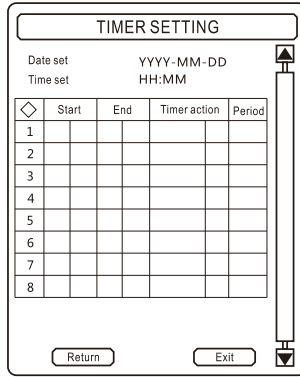 TIMER SETTING
Date set YYYY-MM-DD
Time set HH:MM
Start End Timer action Period
1
2
3
4
5
6
7
8
Return Exit